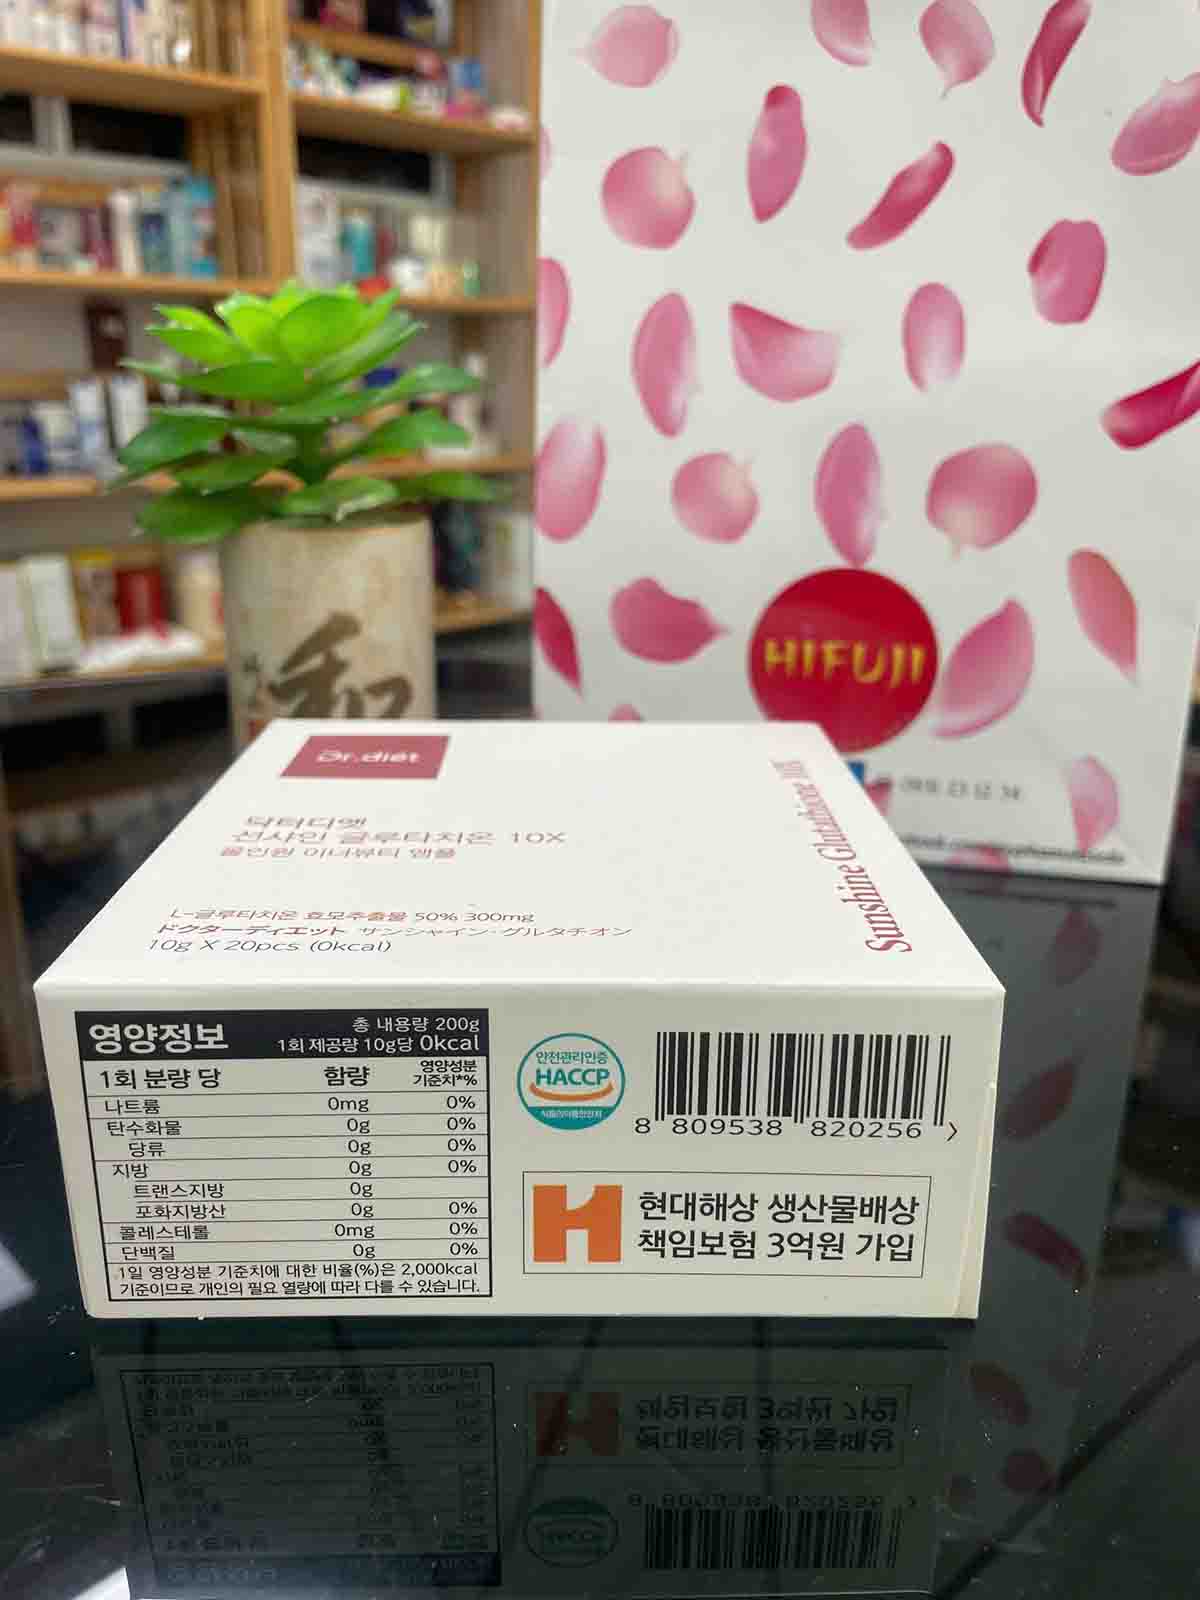 HIFUJI
和
Dr.diet
닥터디엣
선샤인 글루타치온 10X
올인원 이너뷰티 앰플
Sunshine Glutathione 10X
L-글루타치온 효모추출물 50% 300mg
ドクターディエット サンシャイン・グルタチオン
10g X 20pcs (0kcal)
영양정보
총 내용량 200g
1회 제공량 10g당 0kcal
1회 분량 당 함량 영양성분 기준치*%
나트륨 0mg 0%
탄수화물 0g 0%
당류 0g 0%
지방 0g 0%
트랜스지방 0g
포화지방산 0g 0%
콜레스테롤 0mg 0%
단백질 0g 0%
1일 영양성분 기준치에 대한 비율(%)은 2,000kcal
기준이므로 개인의 필요 열량에 따라 다를 수 있습니다.
안전관리인증
HACCP
식품의약품안전처
8 809538 820256 >
현대해상 생산물배상
책임보험 3억원 가입